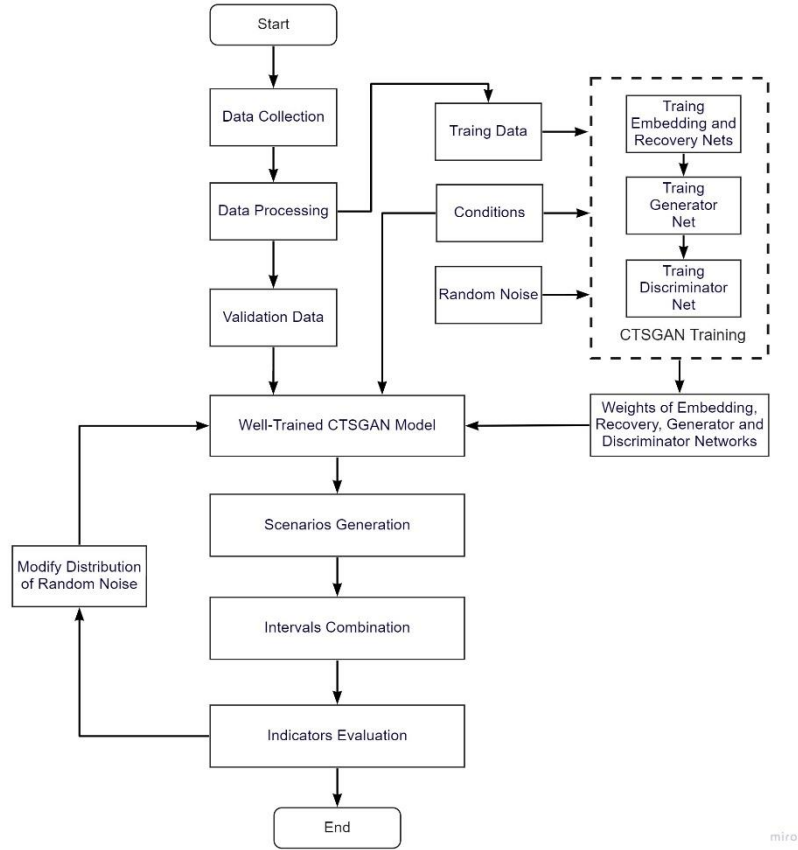 Start
Data Collection
Data Processing
Validation Data
Traing Data
Conditions
Random Noise
Traing
Embedding and
Recovery Nets
Traing
Generator
Net
Traing
Discriminator
Net
CTSGAN Training
Weights of Embedding,
Recovery, Generator and
Discriminator Networks
Well-Trained CTSGAN Model
Scenarios Generation
Modify Distribution
of Random Noise
Intervals Combination
Indicators Evaluation
End
miro